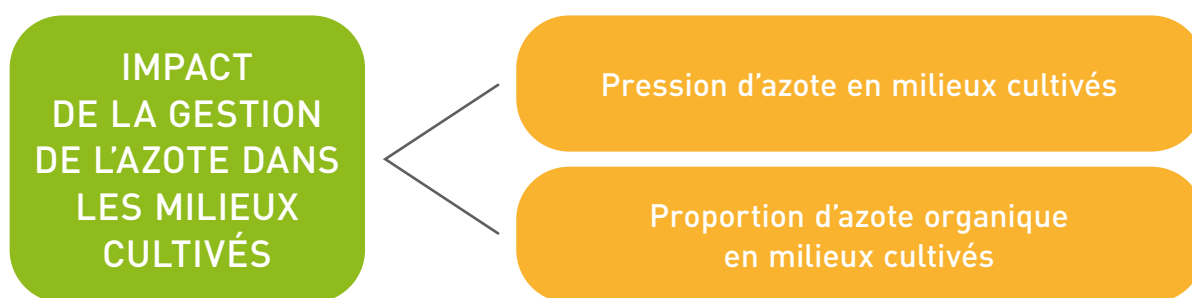 IMPACT
DE LA GESTION
DE L'AZOTE DANS
LES MILIEUX
CULTIVÉS
Pression d'azote en milieux cultivés
Proportion d'azote organique
en milieux cultivés